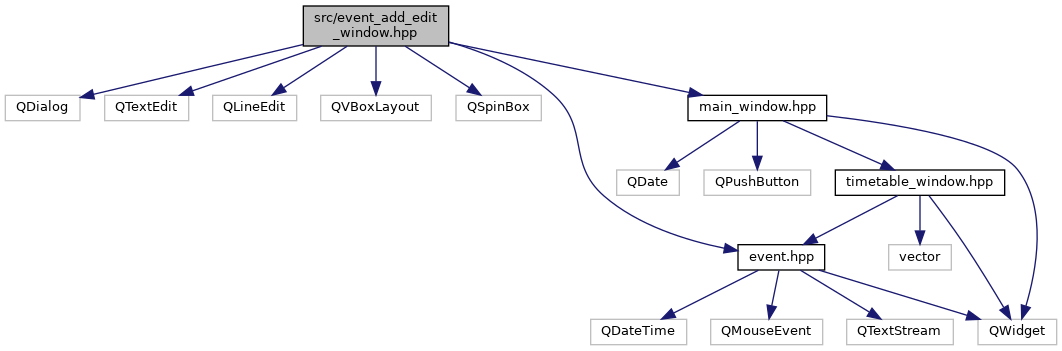 src/event_add_edit
_window.hpp
QDialog
QTextEdit
QLineEdit
QVBoxLayout
QSpinBox
main_window.hpp
QDate
QPushButton
timetable_window.hpp
event.hpp
vector
QDateTime
QMouseEvent
QTextStream
QWidget